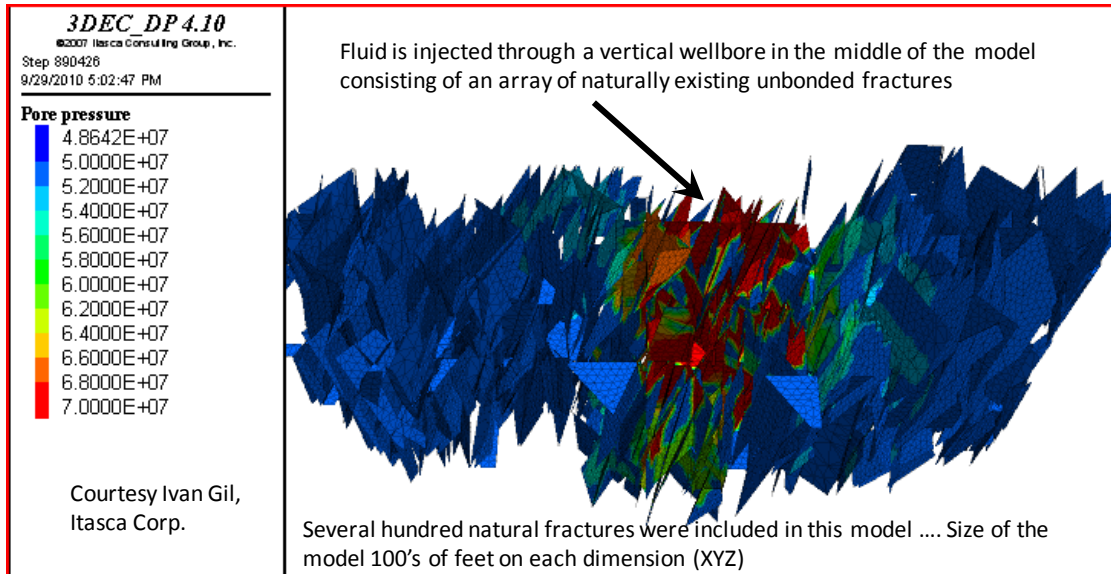 3DEC_DP 4.10
©2007 Itasca Consulting Group, Inc.
Step 890426
9/29/2010 5:02:47 PM
Pore pressure
4.8642E+07
5.0000E+07
5.2000E+07
5.4000E+07
5.6000E+07
5.8000E+07
6.0000E+07
6.2000E+07
6.4000E+07
6.6000E+07
6.8000E+07
7.0000E+07
Courtesy Ivan Gil,
Itasca Corp.
Fluid is injected through a vertical wellbore in the middle of the model
consisting of an array of naturally existing unbonded fractures
Several hundred natural fractures were included in this model .... Size of the
model 100’s of feet on each dimension (XYZ)